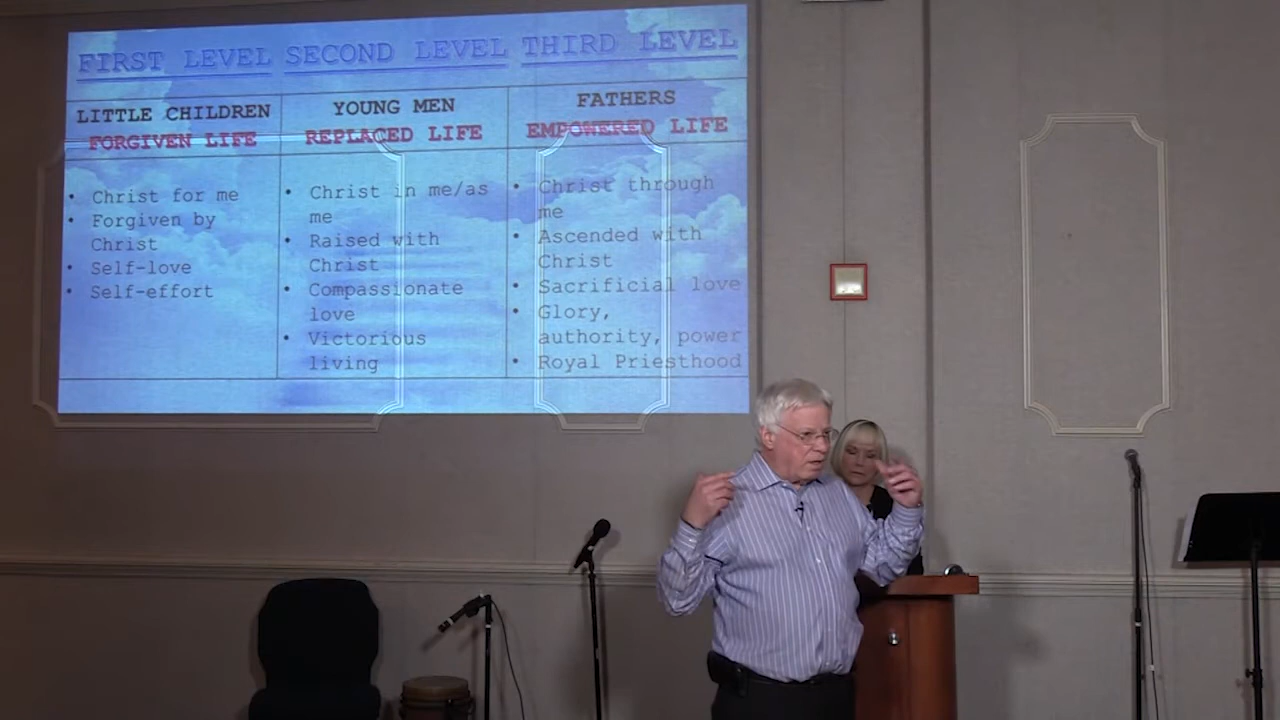 FIRST LEVEL SECOND LEVEL THIRD LEVEL
LITTLE CHILDREN
FORGIVEN LIFE
YOUNG MEN
REPLACED LIFE
FATHERS
EMPOWERED LIFE
• Christ for me
• Forgiven by
Christ
• Self-love
• Self-effort
• Christ in me/as
me
• Raised with
Christ
• Compassionate
love
• Victorious
living
• Christ through
me
• Ascended with
Christ
• Sacrificial love
• Glory,
authority, power
• Royal Priesthood